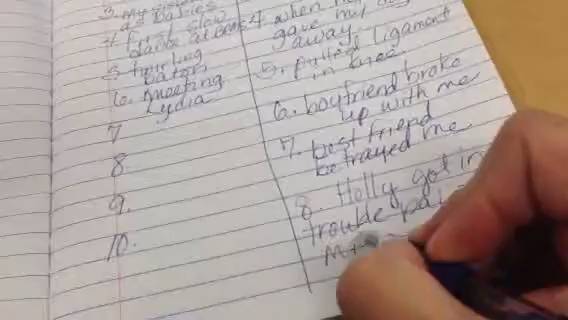 3. my
as babies
4. first slow
dance at
5. twirling
baton
6. meeting
Lydia
7
8.
9.
10.
4. when
gave my dog
away
5. pulled ligament
in knee
6. boyfriend broke
up with me
7. best friend
betrayed me
8. Holly got in
trouble